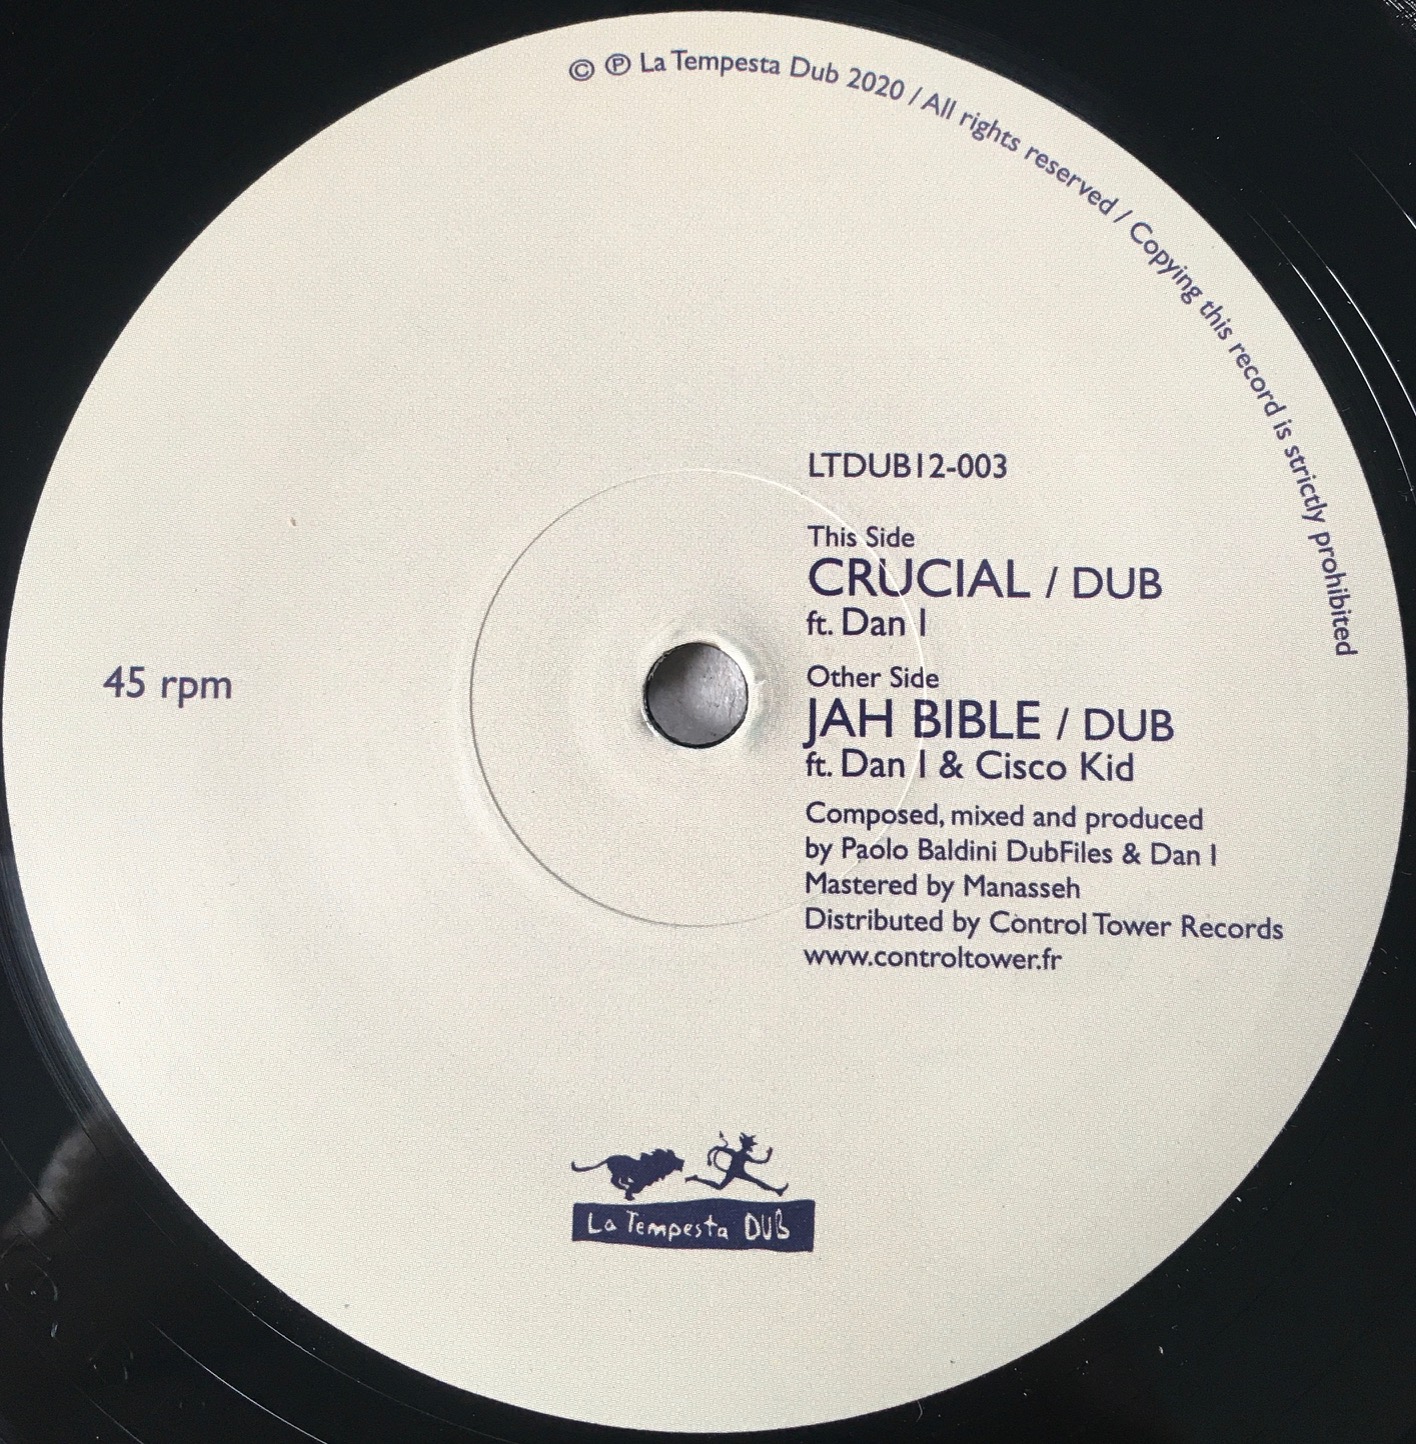 © ℗ La Tempesta Dub 2020 / All rights reserved / Copying this record is strictly prohibited
LTDUB12-003
This Side
CRUCIAL / DUB
ft. Dan I
45 rpm
Other Side
JAH BIBLE / DUB
ft. Dan I & Cisco Kid
Composed, mixed and produced
by Paolo Baldini DubFiles & Dan I
Mastered by Manasseh
Distributed by Control Tower Records
www.controltower.fr
La Tempesta DUB